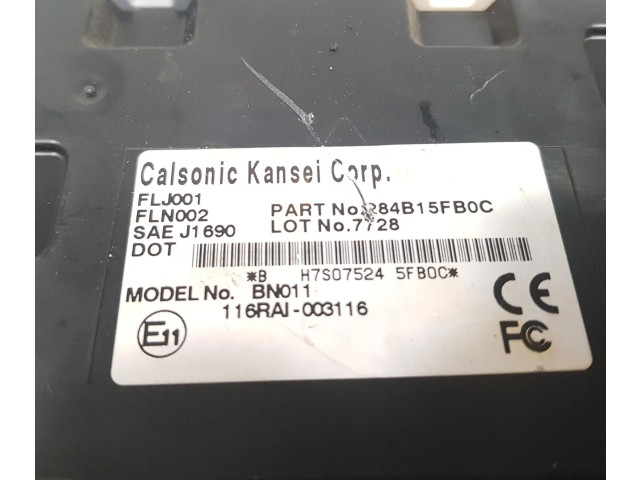 Calsonic Kansei Corp.
FLJ001
FLN002 PART No.284B15FB0C
SAE J1690 LOT No.7728
DOT
*B H7S07524 5FB0C*
MODEL No. BN011
116RAI-003116
E11
CE
FC